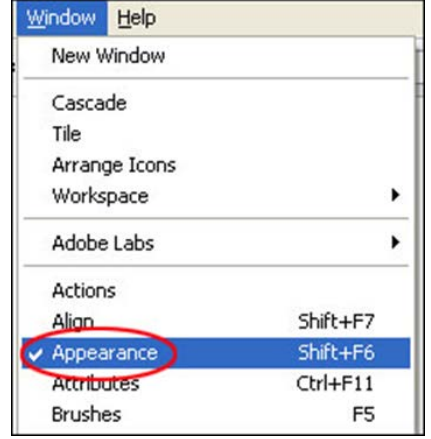 Window Help
New Window
Cascade
Tile
Arrange Icons
Workspace
Adobe Labs
Actions
Align Shift+F7
Appearance Shift+F6
Attributes Ctrl+F11
Brushes F5